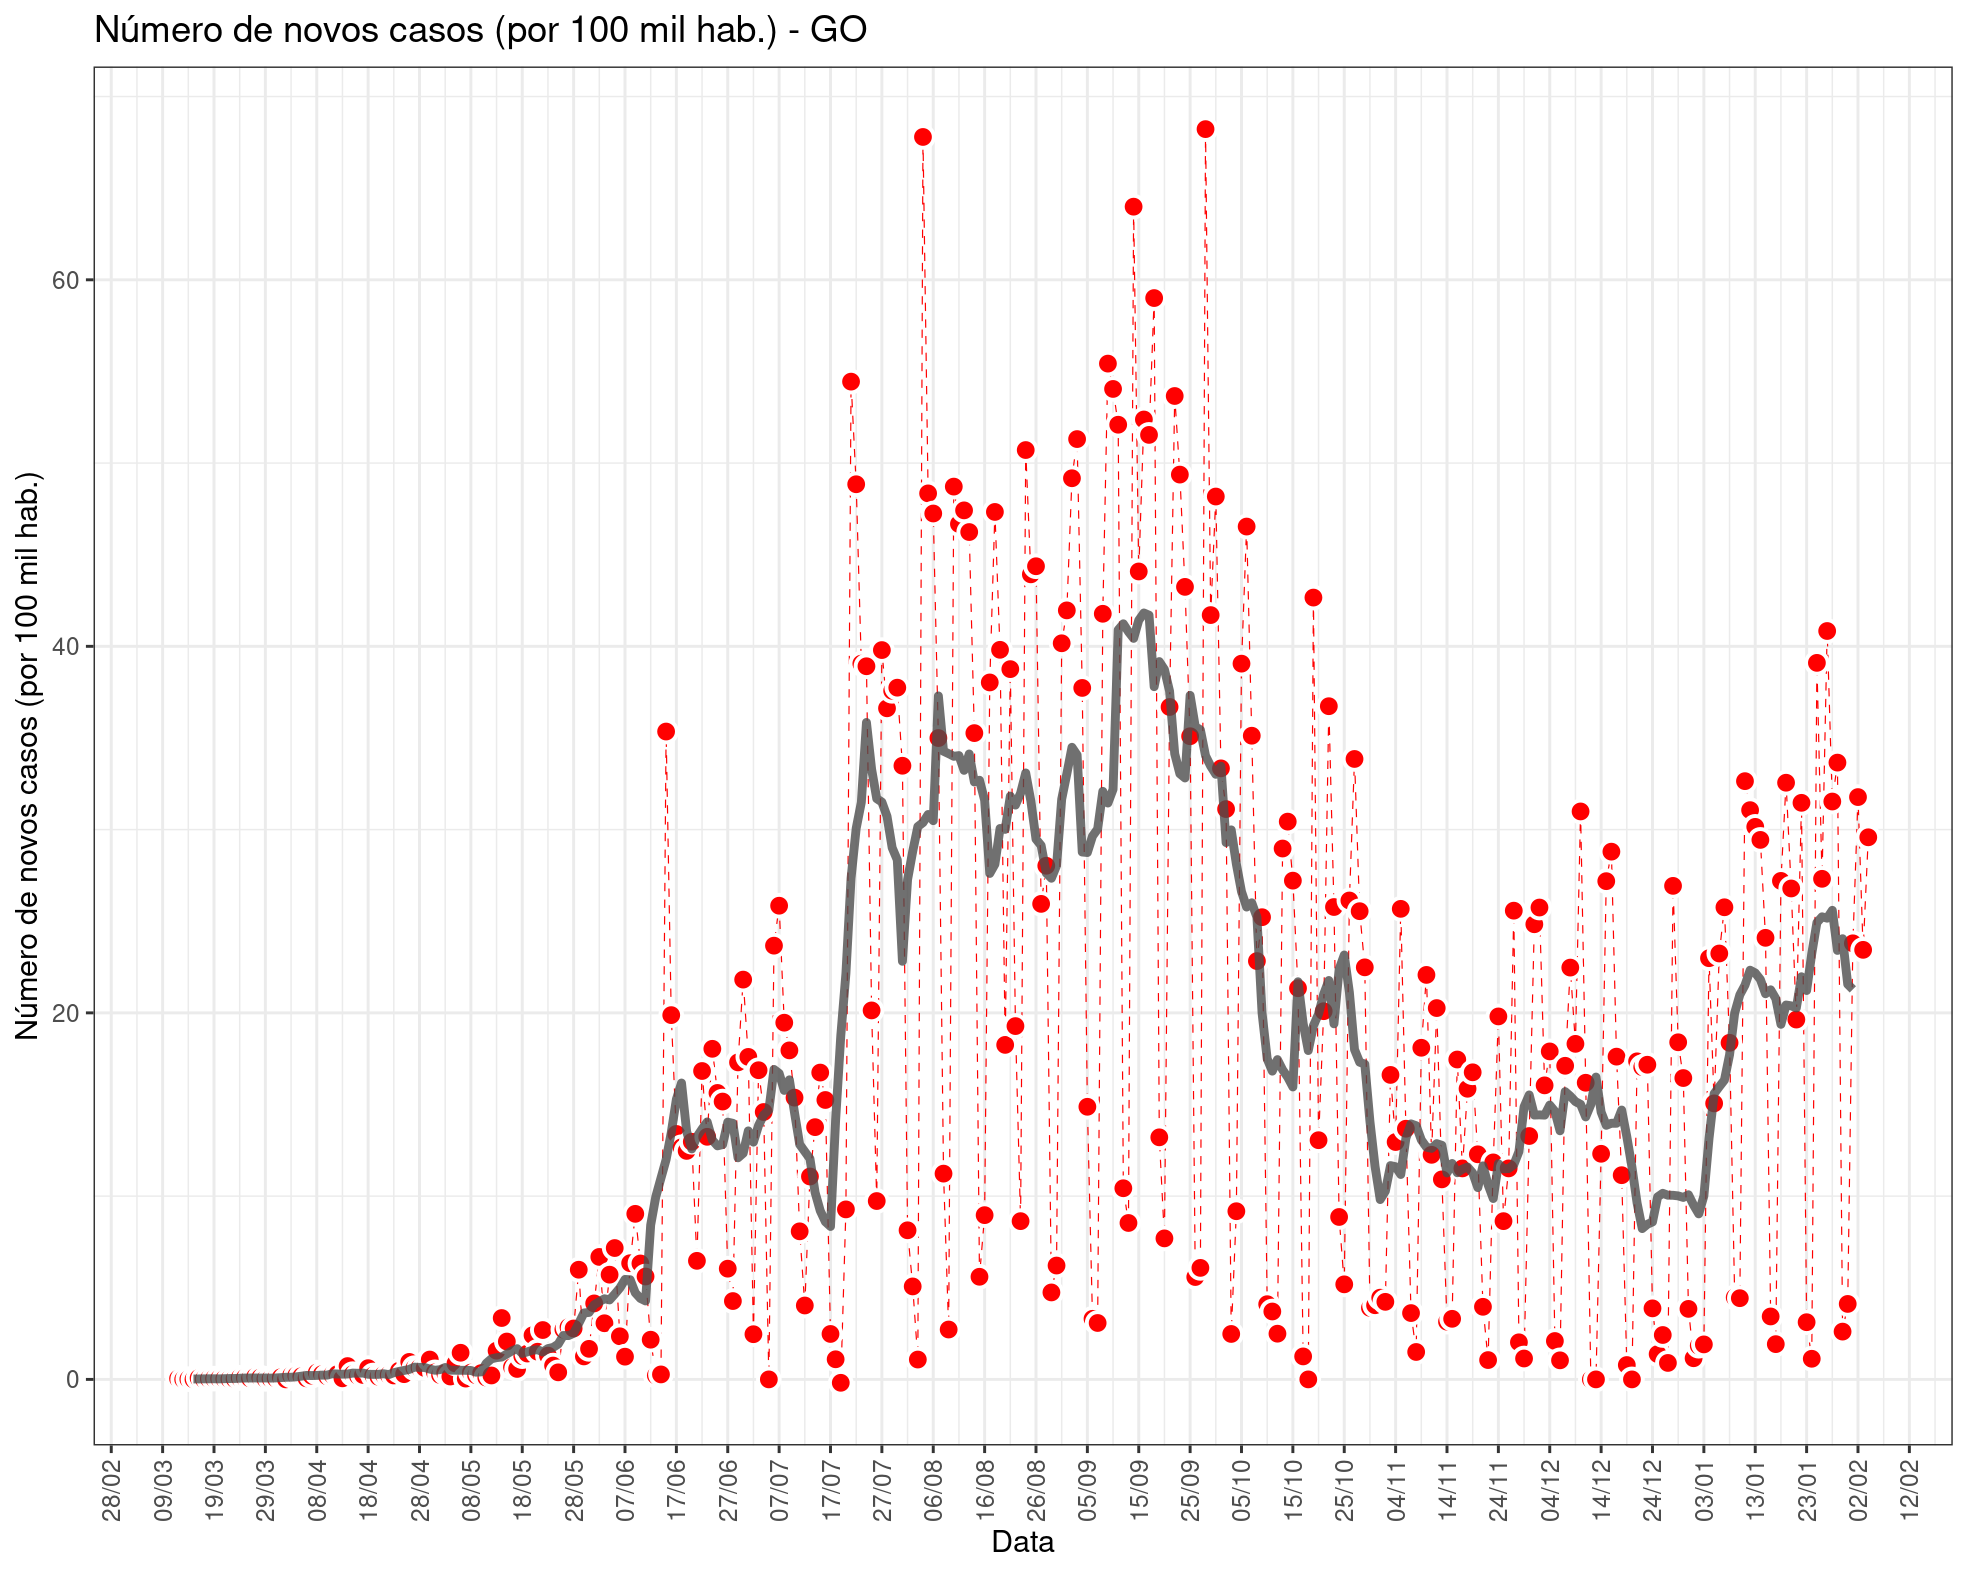 Número de novos casos (por 100 mil hab.) - GO
Número de novos casos (por 100 mil hab.)
60
40
20
0
28/02 09/03 19/03 29/03 08/04 18/04 28/04 08/05 18/05 28/05 07/06 17/06 27/06 07/07 17/07 27/07 06/08 16/08 26/08 05/09 15/09 25/09 05/10 15/10 25/10 04/11 14/11 24/11 04/12 14/12 24/12 03/01 13/01 23/01 02/02 12/02
Data